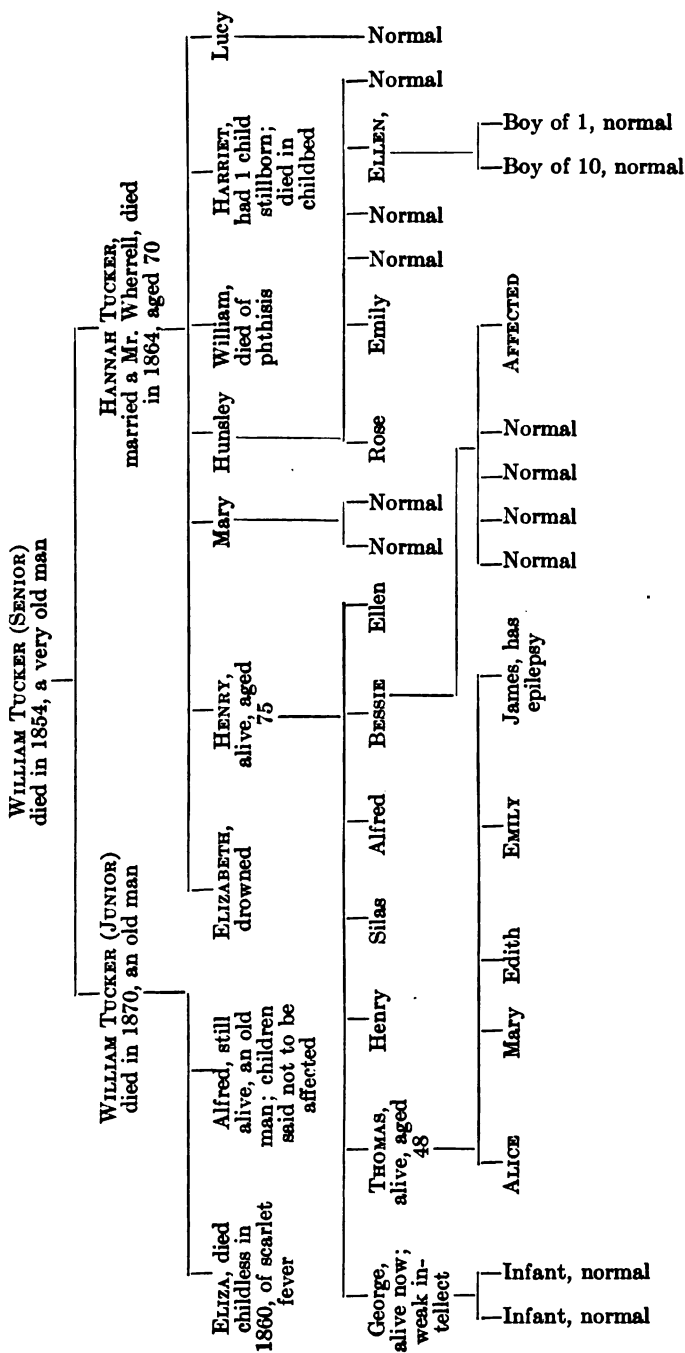 WILLIAM TUCKER (SENIOR)
died in 1854, a very old man
WILLIAM TUCKER (JUNIOR)
died in 1870, an old man
HANNAH TUCKER,
married a Mr. Wherrell, died
in 1864, aged 70
ELIZA, died
childless in
1860, of scarlet
fever
Alfred, still
alive, an old
man; children
said not to be
affected
ELIZABETH,
drowned
HENRY,
alive, aged
75
Mary
Hunsley
William,
died of
phthisis
HARRIET,
had 1 child
stillborn;
died in
childbed
Lucy
George,
alive now;
weak in-
tellect
THOMAS,
alive, aged
48
Henry
Silas
Alfred
BESSIE
Ellen
Normal
Normal
Rose
Emily
Normal
Normal
ELLEN,
Normal
Normal
Infant, normal
Infant, normal
ALICE
Mary
Edith
EMILY
James, has
epilepsy
Normal
Normal
Normal
Normal
AFFECTED
Boy of 10, normal
Boy of 1, normal